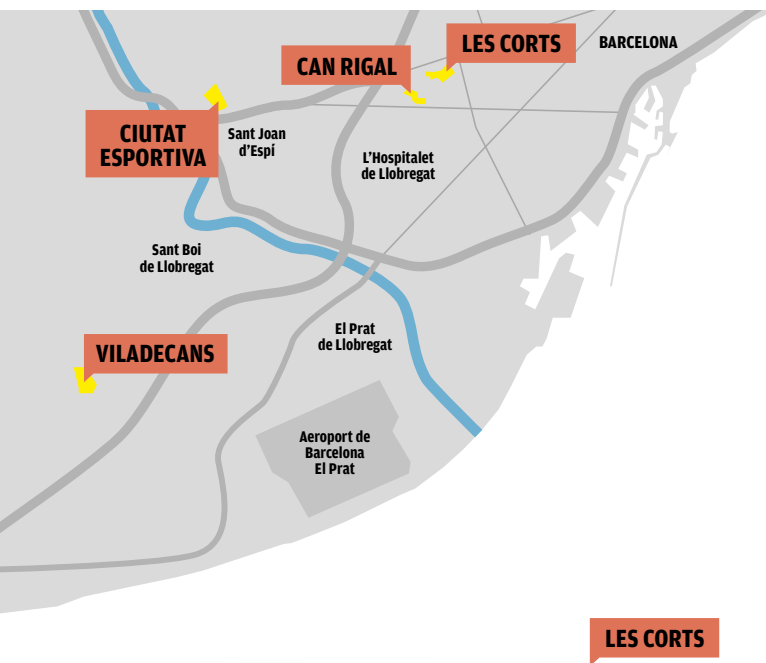 LES CORTS
BARCELONA
CAN RIGAL
CIUTAT
ESPORTIVA
Sant Joan
d'Espí
L'Hospitalet
de Llobregat
Sant Boi
de Llobregat
El Prat
de Llobregat
VILADECANS
Aeroport de
Barcelona
El Prat
LES CORTS